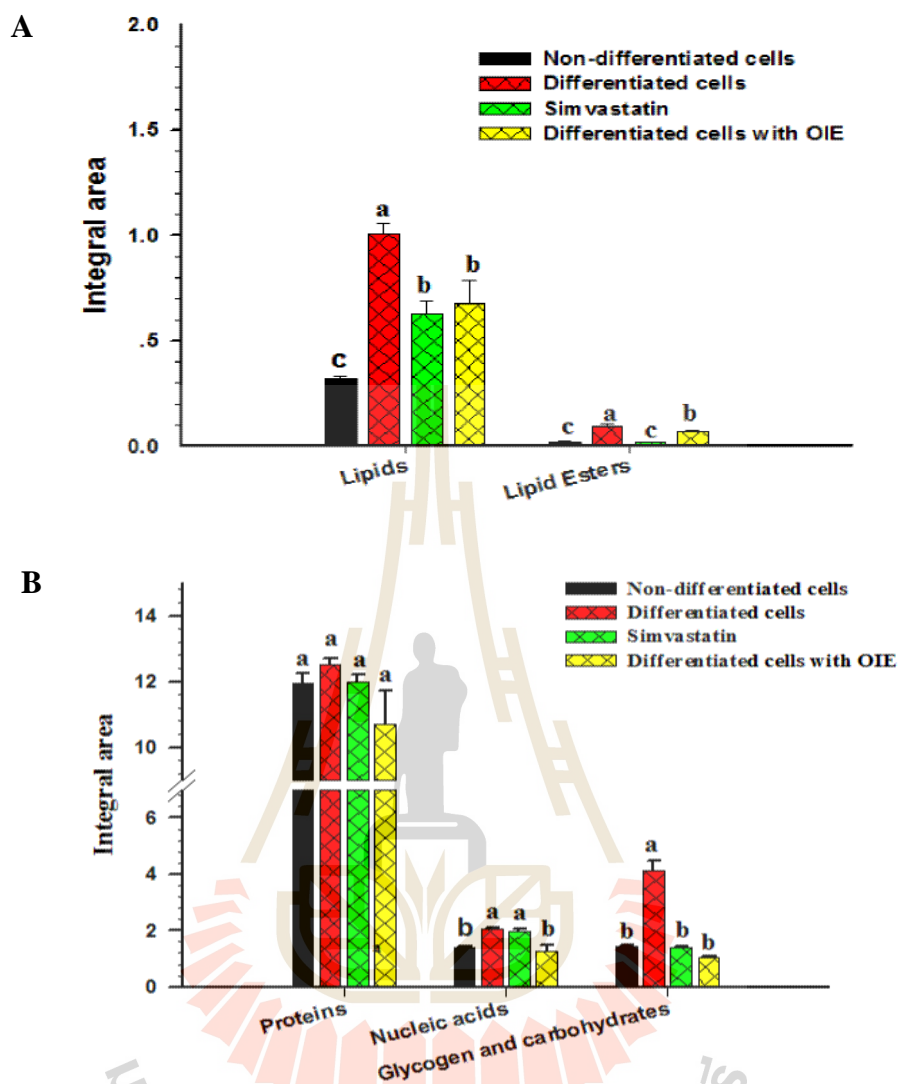 A
2.0
1.5
1.0
.5
0.0
Integral area
Non-differentiated cells
Differentiated cells
Simvastatin
Differentiated cells with OIE
c
a
b
b
c
a
c
b
Lipids
Lipid Esters
B
14
12
10
6
4
2
0
Integral area
Non-differentiated cells
Differentiated cells
Simvastatin
Differentiated cells with OIE
a
a
a
a
b
a
a
b
b
a
b
b
a
Proteins
Nucleic acids
Glycogen and carbohydrates